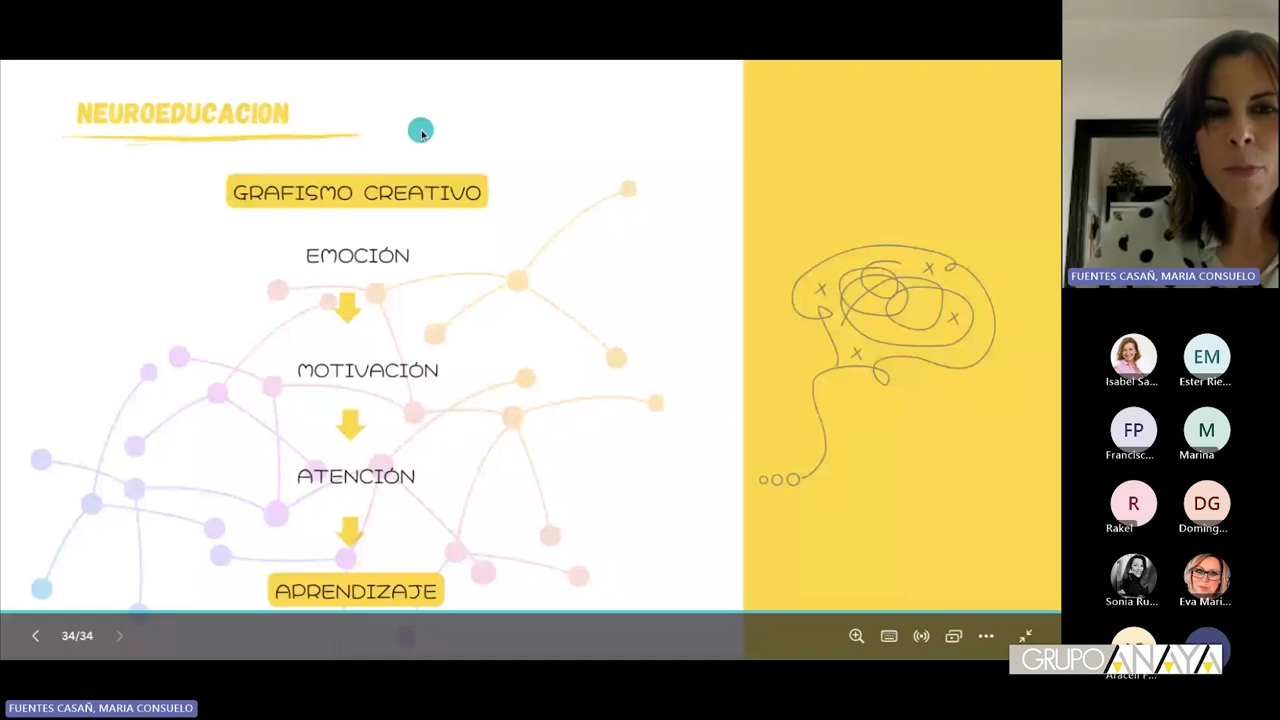 NEUROEDUCACION
GRAFISMO CREATIVO
EMOCIÓN
MOTIVACIÓN
ATENCIÓN
APRENDIZAJE
34/34
FUENTES CASAÑ, MARIA CONSUELO
Isabel Sa...
EM
Ester Rie...
FP
Francisc...
M
Marina
R
Rakel
DG
Doming...
Sonia Ru...
Eva Mari...
GRUPO ANAYA
FUENTES CASAÑ, MARIA CONSUELO